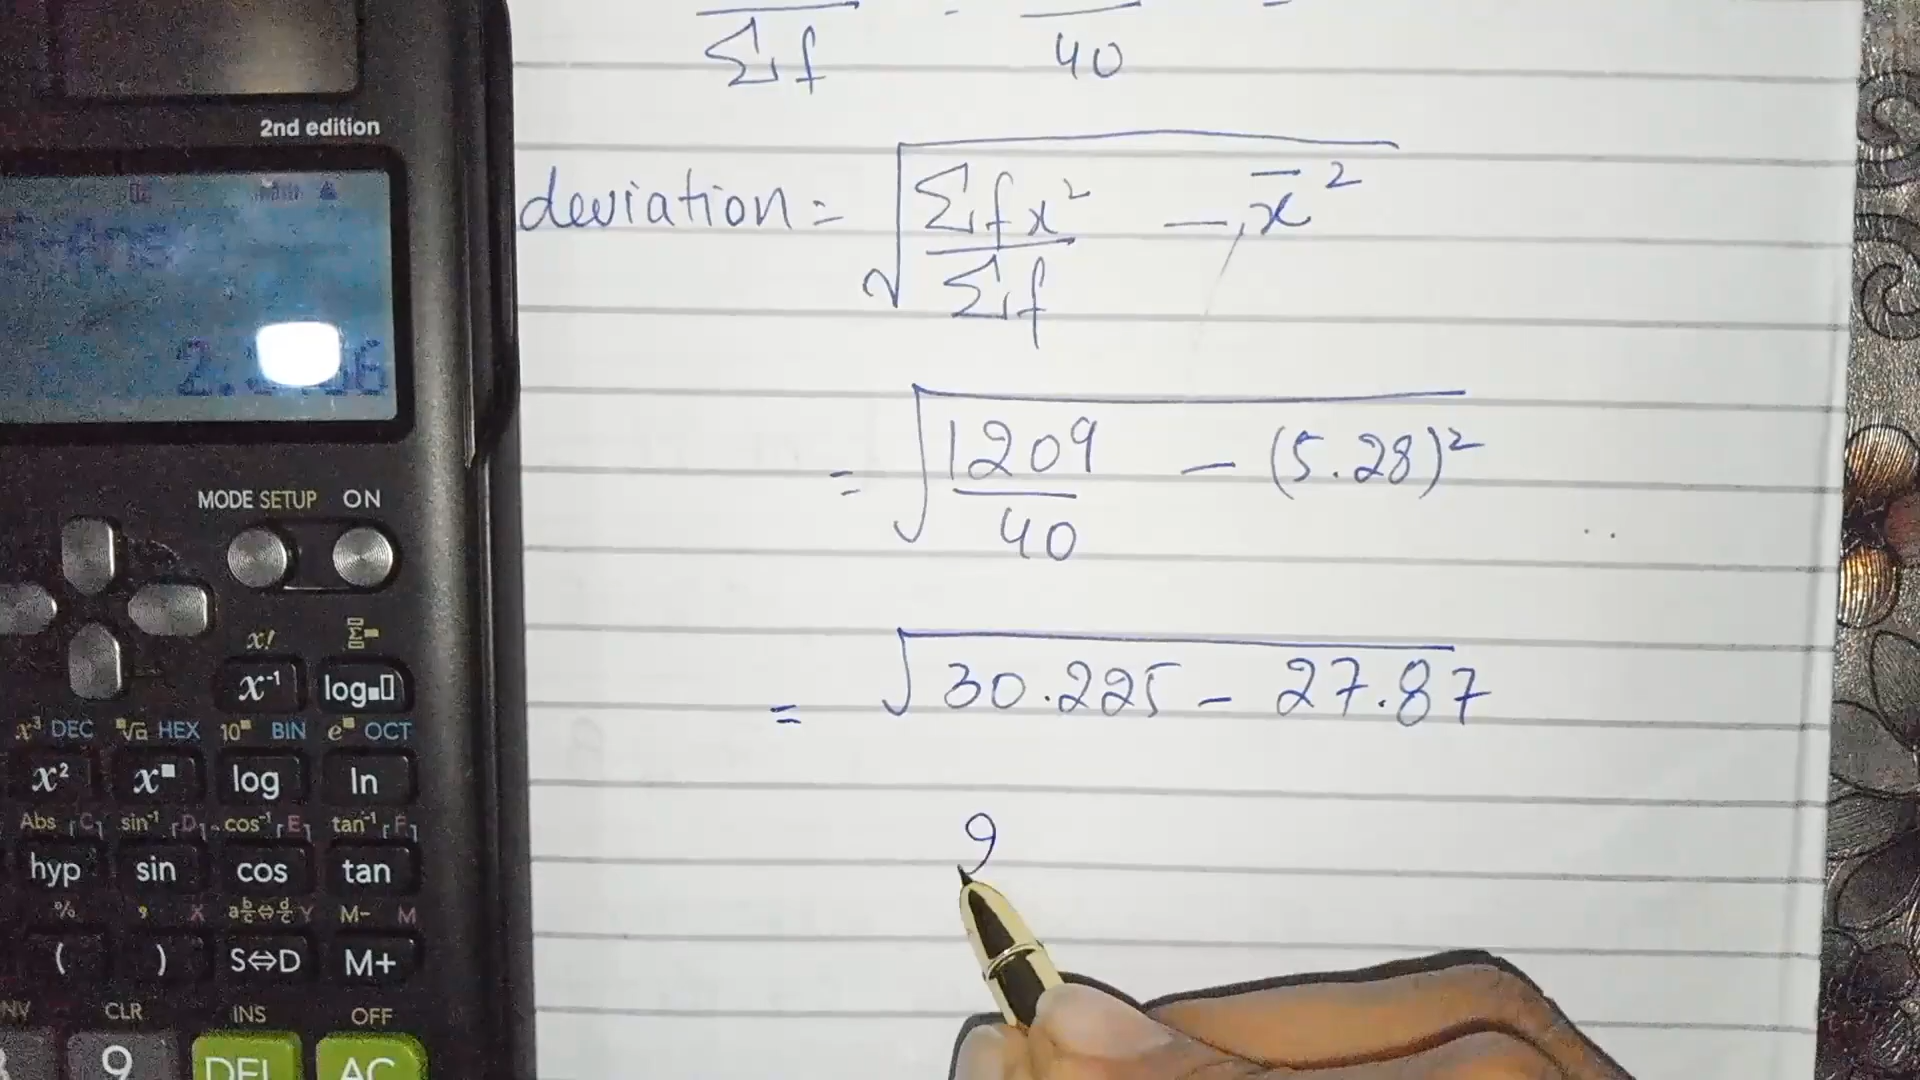 Σf   40
2nd edition
deviation = √(Σfx² / Σf − x̄²)
= √(1209 / 40 − (5.28)²)
= √30.225 − 27.87
9
MODE SETUP ON
x!
x⁻¹ log
x³ DEC ∛ HEX 10 BIN e OCT
x² x log ln
Abs C sin⁻¹ D cos⁻¹ E tan⁻¹ F
hyp sin cos tan
% , X a b/c⇔d/c Y M- M
( ) S⇔D M+
CLR INS OFF
9 DEL AC